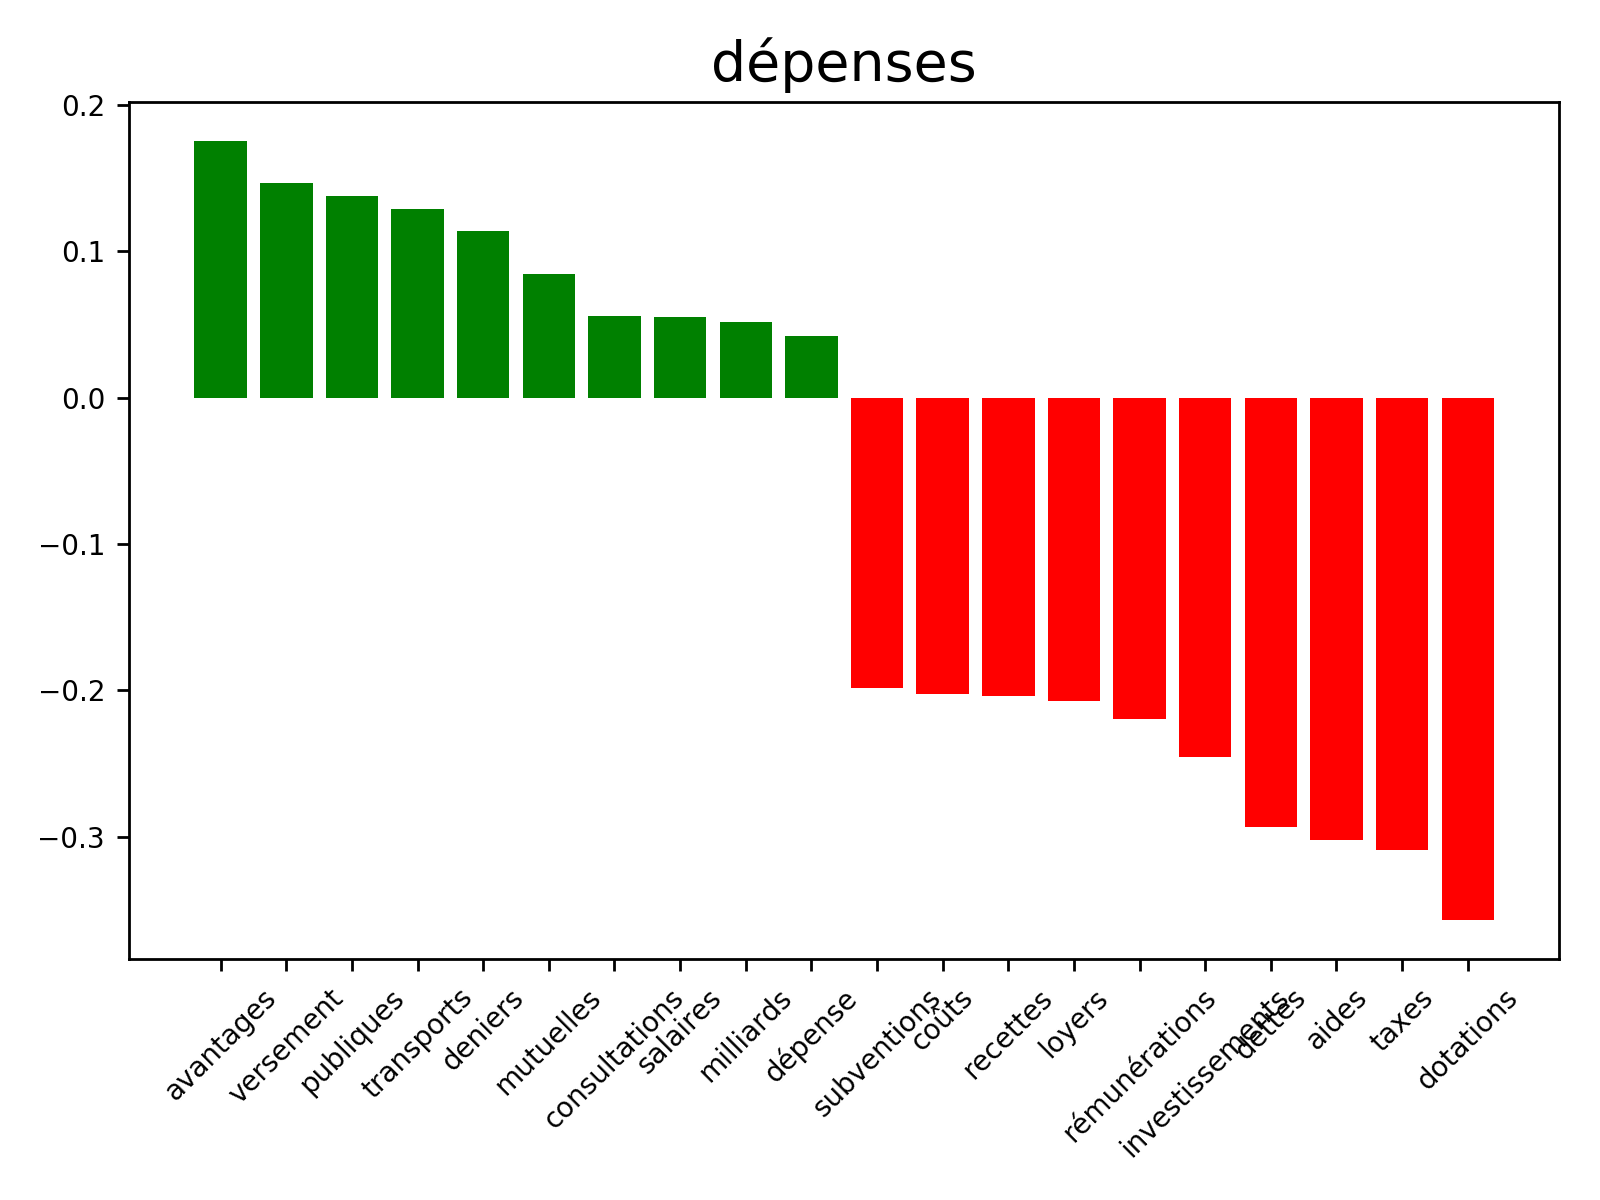 dépenses
0.2
0.1
0.0
−0.1
−0.2
−0.3
avantages
versement
publiques
transports
deniers
mutuelles
consultations
salaires
milliards
dépense
subventions
coûts
recettes
loyers
rémunérations
investissements
dettes
aides
taxes
dotations